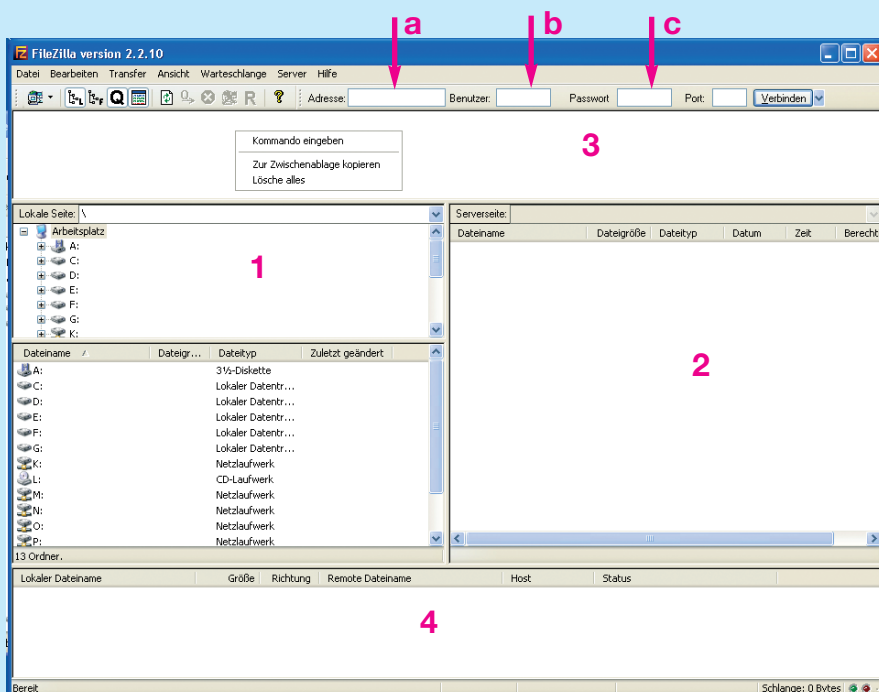 a b c
FileZilla version 2.2.10
Datei Bearbeiten Transfer Ansicht Warteschlange Server Hilfe
Adresse: Benutzer: Passwort Port: Verbinden
3
Kommando eingeben
Zur Zwischenablage kopieren
Lösche alles
Lokale Seite: \
Serverseite:
Arbeitsplatz
A:
C:
D:
E:
F:
G:
K:
1
Dateiname Dateigröße Dateityp Datum Zeit Berecht
2
Dateiname Dateigr... Dateityp Zuletzt geändert
A: 3½-Diskette
C: Lokaler Datentr...
D: Lokaler Datentr...
E: Lokaler Datentr...
F: Lokaler Datentr...
G: Lokaler Datentr...
K: Netzlaufwerk
L: CD-Laufwerk
M: Netzlaufwerk
N: Netzlaufwerk
O: Netzlaufwerk
P: Netzlaufwerk
13 Ordner.
Lokaler Dateiname Größe Richtung Remote Dateiname Host Status
4
Bereit Schlange: 0 Bytes